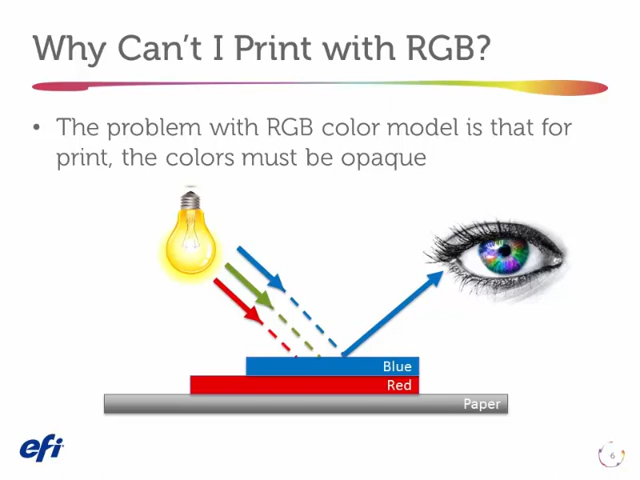 Why Can't I Print with RGB?
• The problem with RGB color model is that for
print, the colors must be opaque
Blue
Red
Paper
efi
6